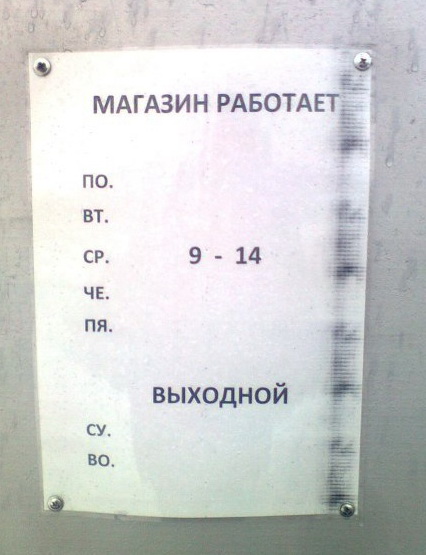 МАГАЗИН РАБОТАЕТ
ПО.
ВТ.
СР. 9 - 14
ЧЕ.
ПЯ.
ВЫХОДНОЙ
СУ.
ВО.